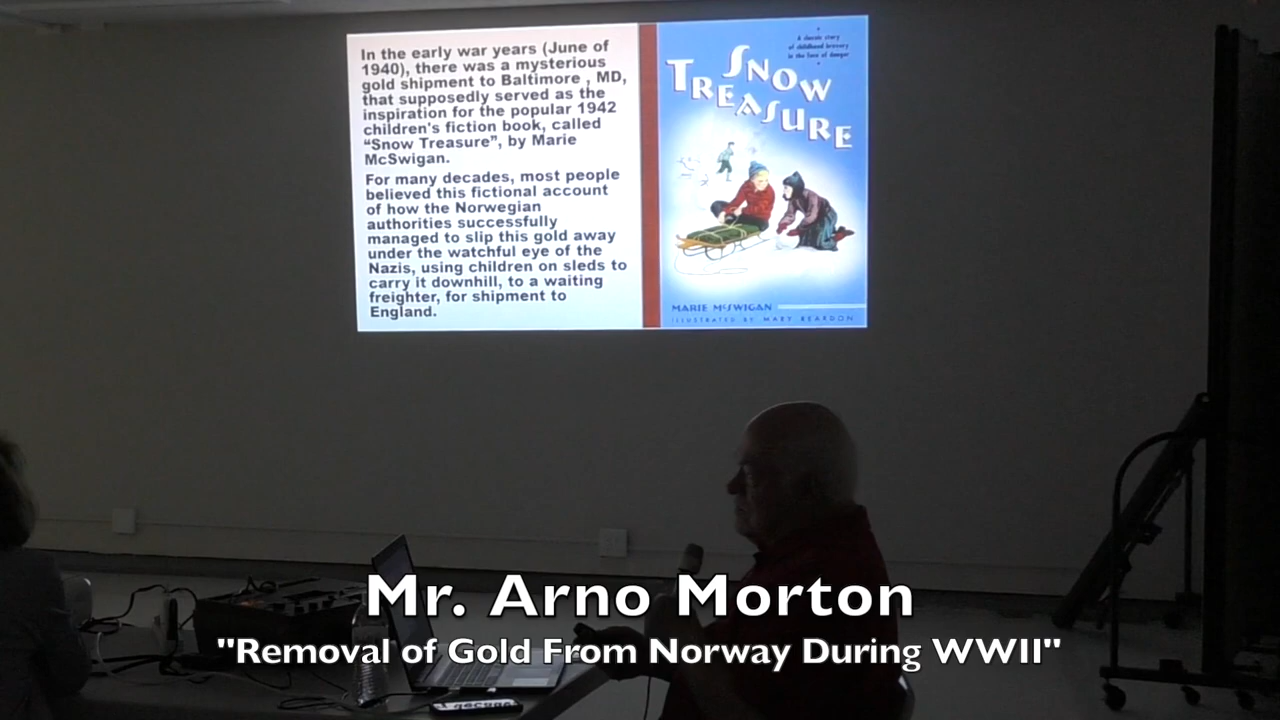 In the early war years (June of
1940), there was a mysterious
gold shipment to Baltimore , MD,
that supposedly served as the
inspiration for the popular 1942
children's fiction book, called
“Snow Treasure”, by Marie
McSwigan.
For many decades, most people
believed this fictional account
of how the Norwegian
authorities successfully
managed to slip this gold away
under the watchful eye of the
Nazis, using children on sleds to
carry it downhill, to a waiting
freighter, for shipment to
England.
A classic story
of childhood bravery
in the face of danger
SNOW
TREASURE
MARIE MCSWIGAN
ILLUSTRATED BY MARY REARDON
Mr. Arno Morton
"Removal of Gold From Norway During WWII"